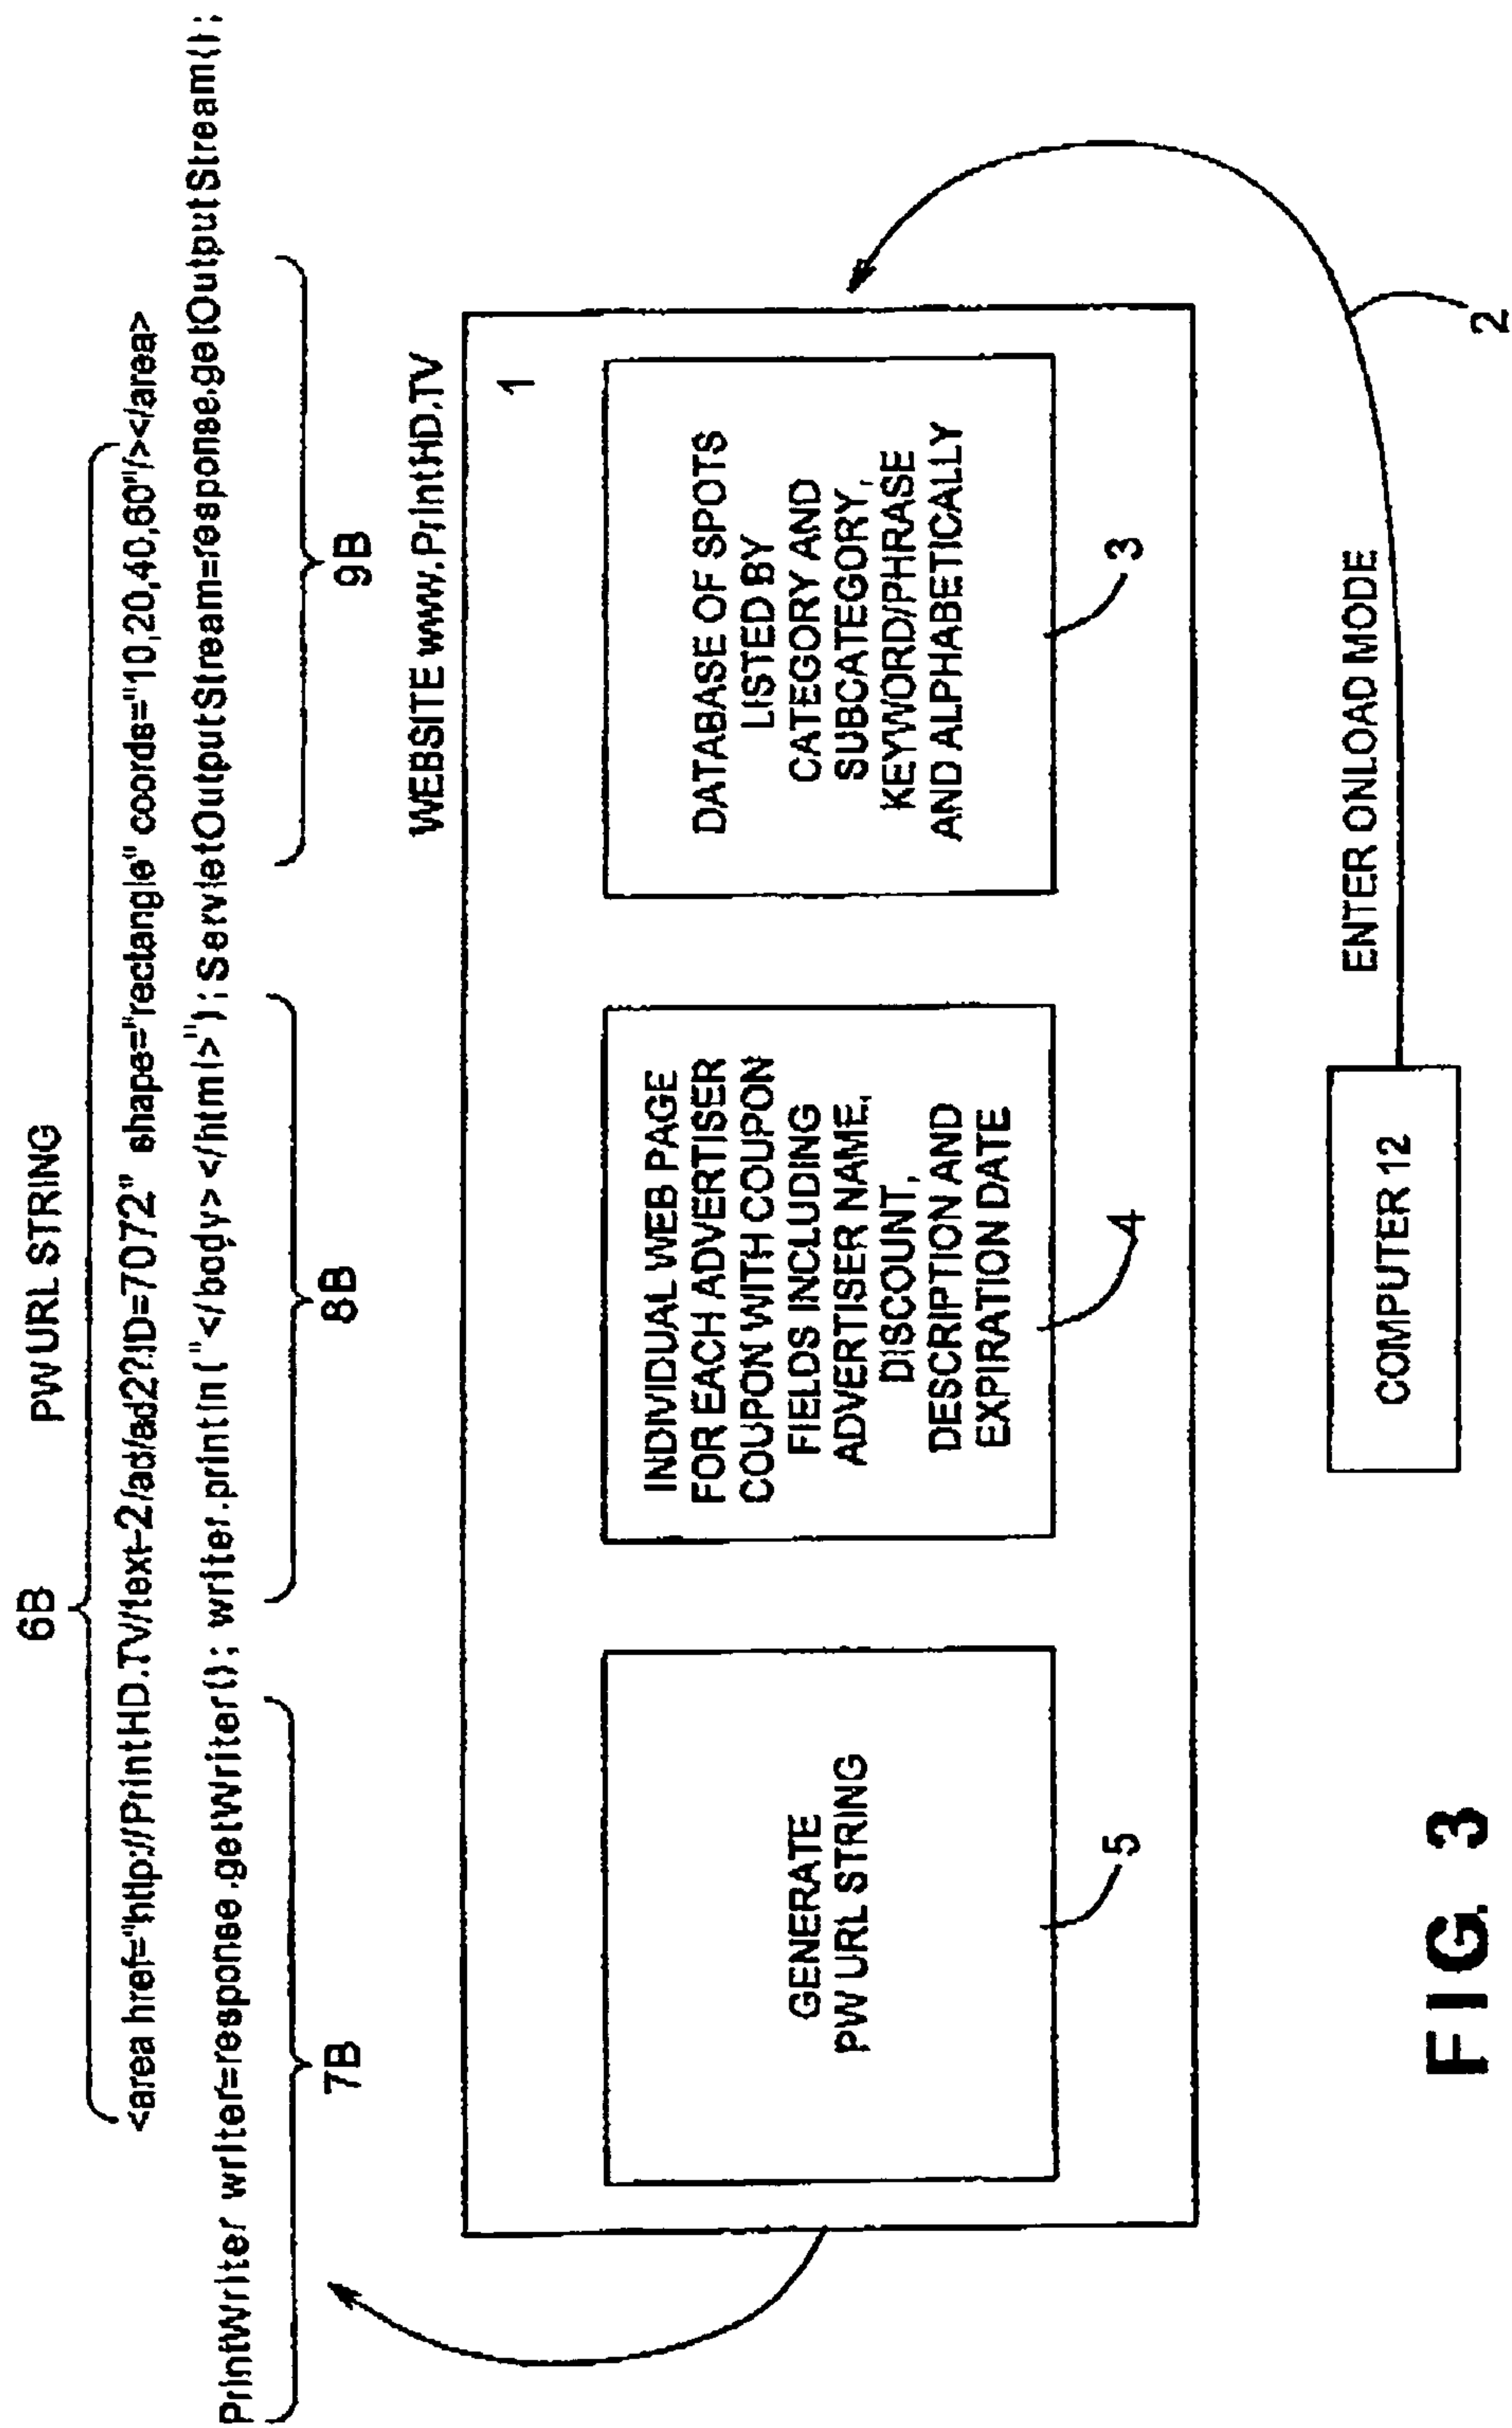 PW URL STRING
6B
<area href="http://PrintHD.TV/text-2/ad/ad2?ID=7072" shape="rectangle" coords="10,20,40,60"/></area>
PrintWriter writer=response.getWriter(); writer.println("</body></html>");ServletOutputStream=response.getOutputStream();
7B
8B
9B
WEBSITE www.PrintHD.TV
1
GENERATE
PW URL STRING
5
INDIVIDUAL WEB PAGE
FOR EACH ADVERTISER
COUPON WITH COUPON
FIELDS INCLUDING
ADVERTISER NAME,
DISCOUNT,
DESCRIPTION AND
EXPIRATION DATE
4
DATABASE OF SPOTS
LISTED BY
CATEGORY AND
SUBCATEGORY,
KEYWORD/PHRASE
AND ALPHABETICALLY
3
COMPUTER 12
ENTER ONLOAD MODE
2
FIG. 3